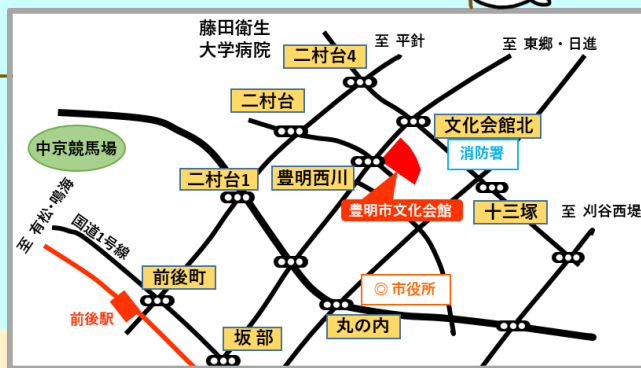 藤田衛生
大学病院
二村台4
至 平針
至 東郷・日進
二村台
文化会館北
消防署
中京競馬場
二村台1
豊明西川
豊明市文化会館
十三塚
至 刈谷西堤
至 有松・鳴海
国道1号線
前後町
◎ 市役所
前後駅
坂 部
丸の内